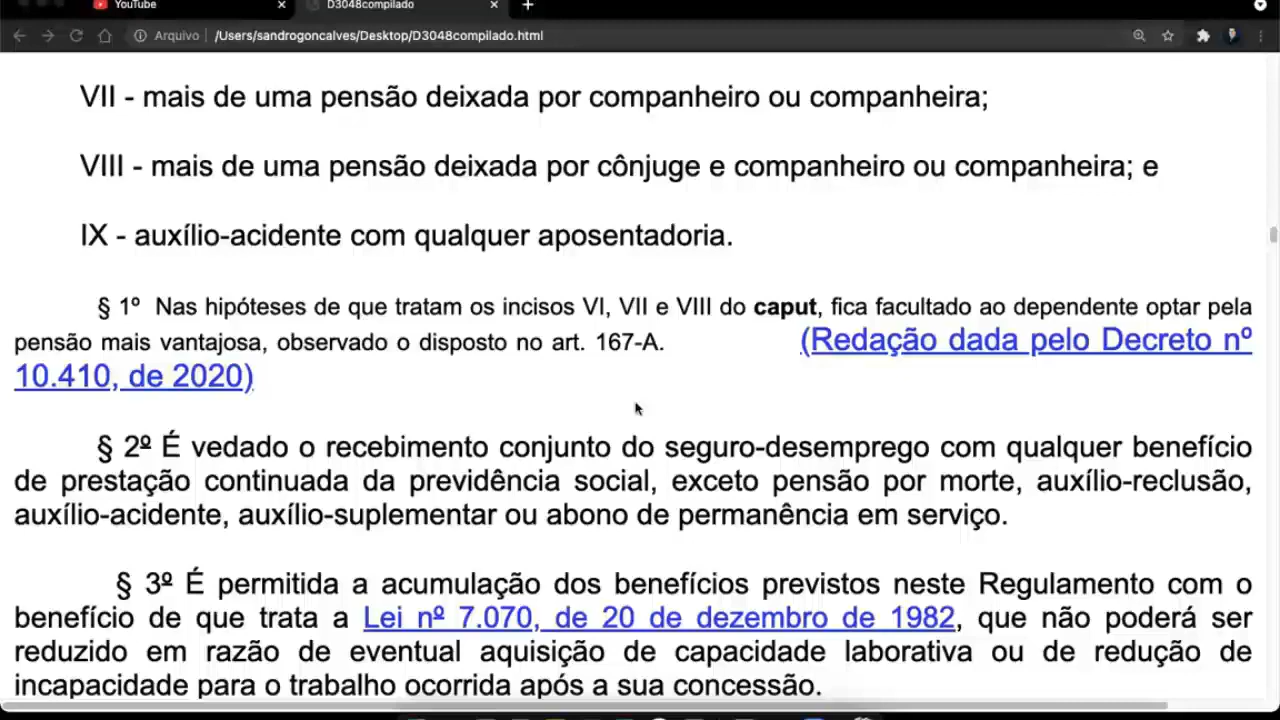 YouTube
D3048compilado
Arquivo /Users/sandrogoncalves/Desktop/D3048compilado.html
VII - mais de uma pensão deixada por companheiro ou companheira;
VIII - mais de uma pensão deixada por cônjuge e companheiro ou companheira; e
IX - auxílio-acidente com qualquer aposentadoria.
§ 1º Nas hipóteses de que tratam os incisos VI, VII e VIII do caput, fica facultado ao dependente optar pela
pensão mais vantajosa, observado o disposto no art. 167-A. (Redação dada pelo Decreto nº
10.410, de 2020)
§ 2º É vedado o recebimento conjunto do seguro-desemprego com qualquer benefício
de prestação continuada da previdência social, exceto pensão por morte, auxílio-reclusão,
auxílio-acidente, auxílio-suplementar ou abono de permanência em serviço.
§ 3º É permitida a acumulação dos benefícios previstos neste Regulamento com o
benefício de que trata a Lei nº 7.070, de 20 de dezembro de 1982, que não poderá ser
reduzido em razão de eventual aquisição de capacidade laborativa ou de redução de
incapacidade para o trabalho ocorrida após a sua concessão.